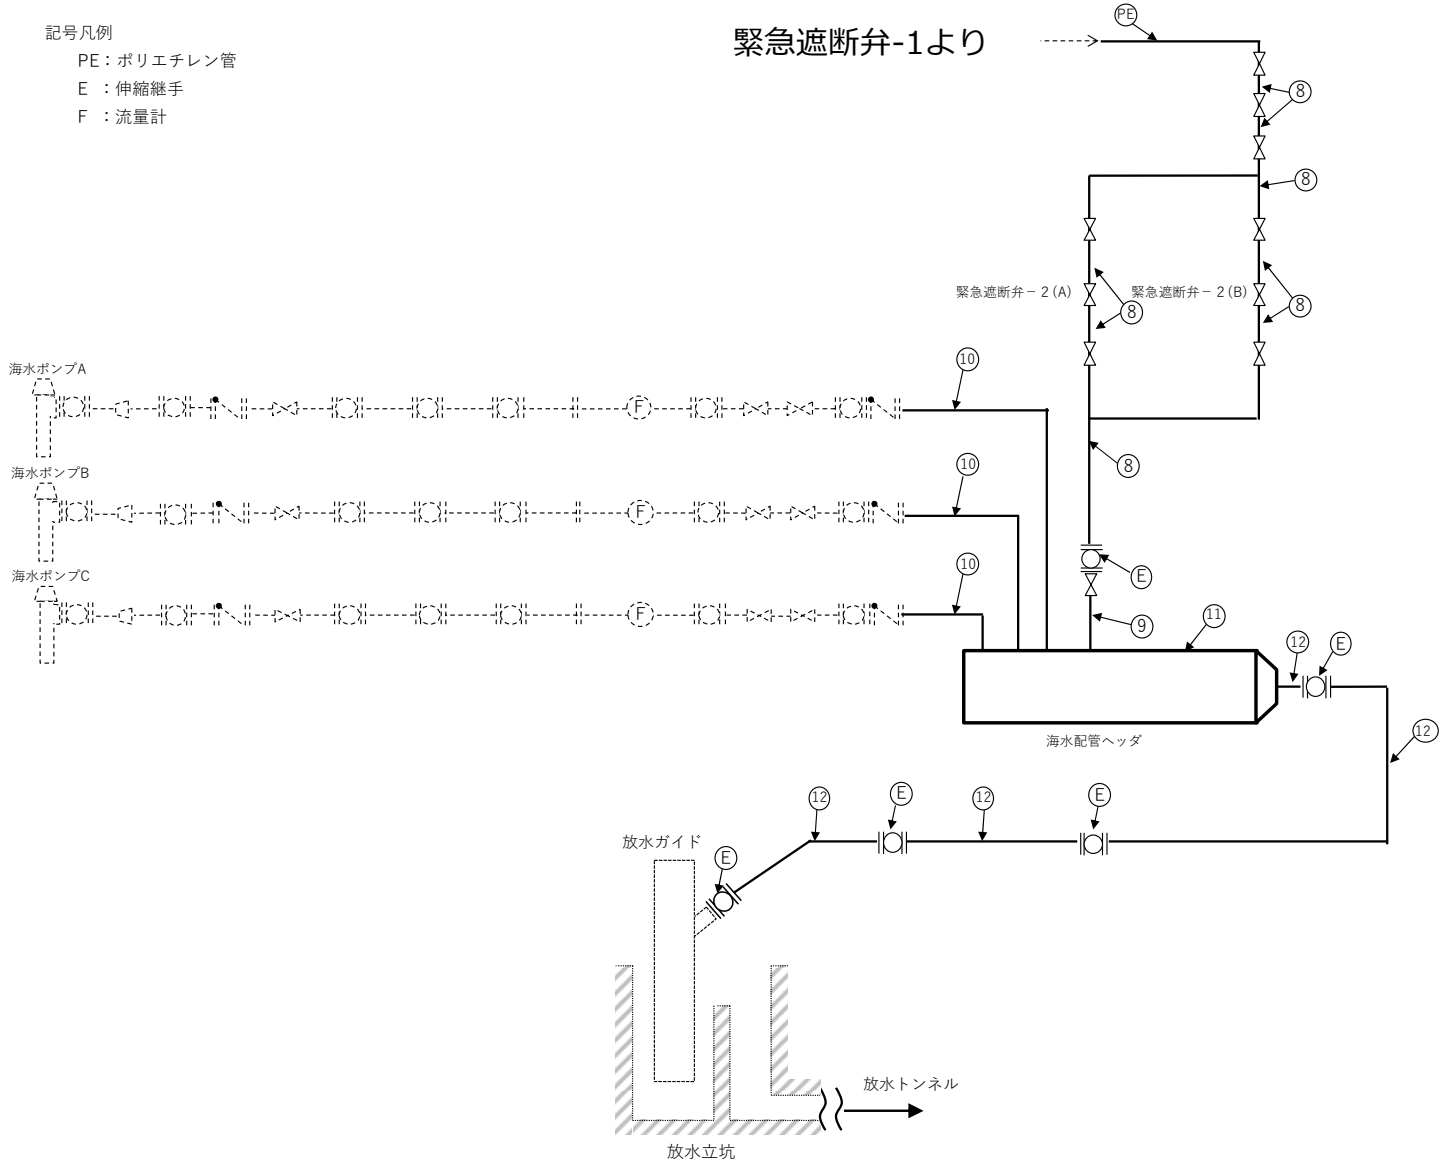 記号凡例
PE：ポリエチレン管
E ：伸縮継手
F ：流量計
緊急遮断弁-1より
PE
8
8
緊急遮断弁－２(A)
緊急遮断弁－２(B)
8
8
海水ポンプA
F
10
海水ポンプB
F
10
8
海水ポンプC
F
10
E
9
11
12
E
海水配管ヘッダ
12
12
E
12
E
放水ガイド
E
放水トンネル
放水立坑